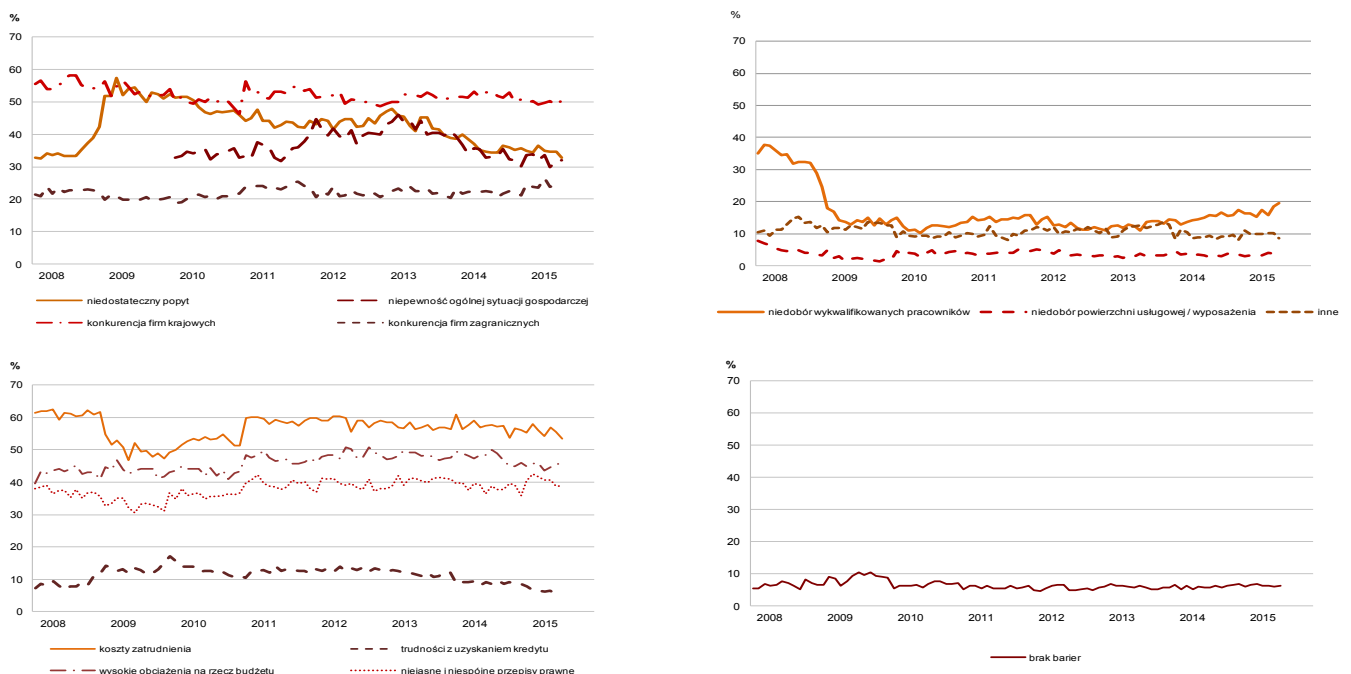 %
70
60
50
40
30
20
10
0
2008 2009 2010 2011 2012 2013 2014 2015
niedostateczny popyt
niepewność ogólnej sytuacji gospodarczej
konkurencja firm krajowych
konkurencja firm zagranicznych
%
70
60
50
40
30
20
10
0
2008 2009 2010 2011 2012 2013 2014 2015
niedobór wykwalifikowanych pracowników
niedobór powierzchni usługowej / wyposażenia
inne
%
70
60
50
40
30
20
10
0
2008 2009 2010 2011 2012 2013 2014 2015
koszty zatrudnienia
trudności z uzyskaniem kredytu
wysokie obciążenia na rzecz budżetu
niejasne i niespójne przepisy prawne
%
70
60
50
40
30
20
10
0
2008 2009 2010 2011 2012 2013 2014 2015
brak barier